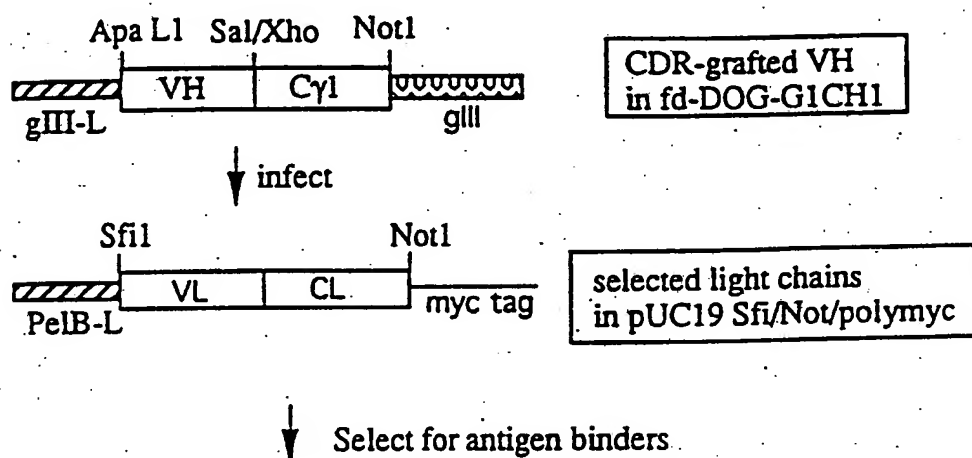 Apa L1 Sal/Xho Not1
VH Cγ1
gIII-L gIII
CDR-grafted VH
in fd-DOG-G1CH1
infect
Sfi1 Not1
VL CL
PelB-L myc tag
selected light chains
in pUC19 Sfi/Not/polymyc
Select for antigen binders